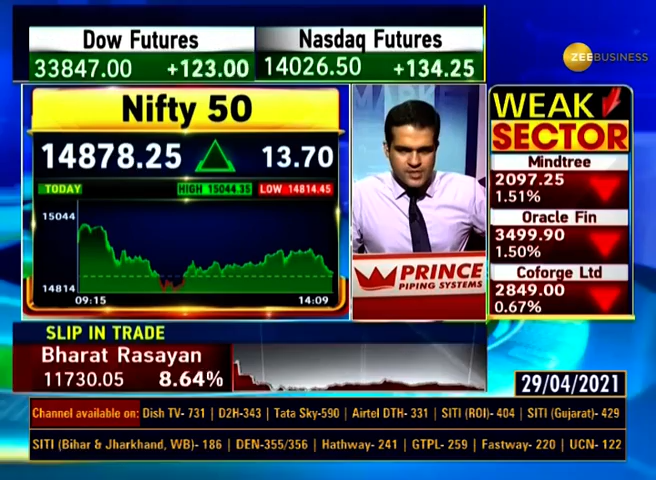 Dow Futures
33847.00 +123.00
Nasdaq Futures
14026.50 +134.25
ZEEBUSINESS
Nifty 50
14878.25 13.70
TODAY HIGH 15044.35 LOW 14814.45
15044
14814
09:15 14:09
MARKE
PRINCE
PIPING SYSTEMS
WEAK
SECTOR
Mindtree
2097.25
1.51%
Oracle Fin
3499.90
1.50%
Coforge Ltd
2849.00
0.67%
SLIP IN TRADE
Bharat Rasayan
11730.05 8.64%
29/04/2021
Channel available on: Dish TV- 731 | D2H-343 | Tata Sky-590 | Airtel DTH- 331 | SITI (ROI)- 404 | SITI (Gujarat)- 429
SITI (Bihar & Jharkhand, WB)- 186 | DEN-355/356 | Hathway- 241 | GTPL- 259 | Fastway- 220 | UCN- 122